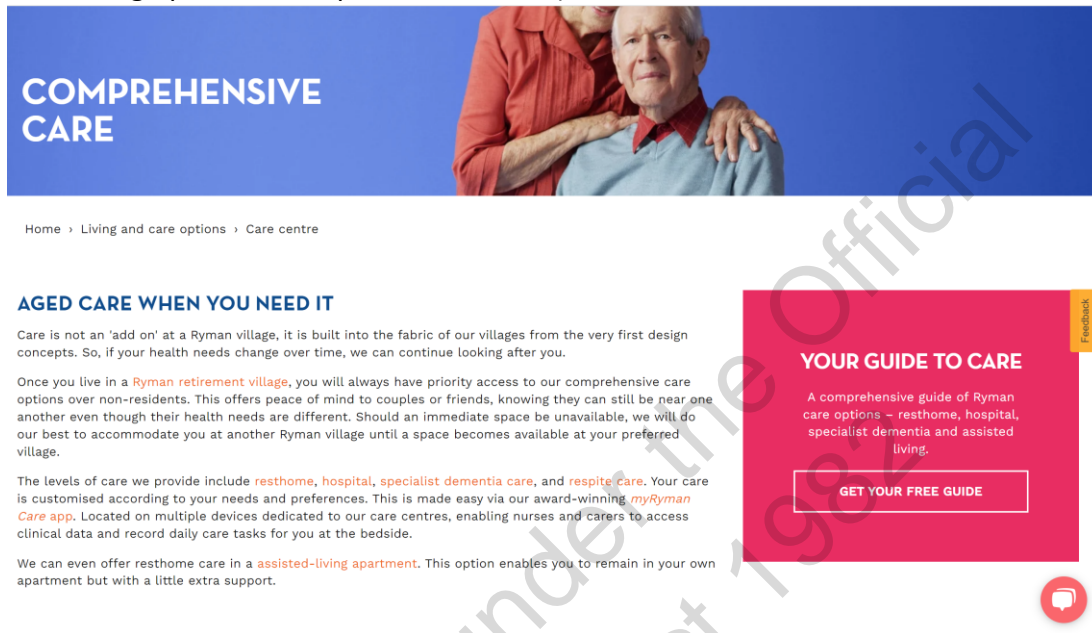 COMPREHENSIVE
CARE
Home › Living and care options › Care centre
AGED CARE WHEN YOU NEED IT
Care is not an 'add on' at a Ryman village, it is built into the fabric of our villages from the very first design
concepts. So, if your health needs change over time, we can continue looking after you.
Once you live in a Ryman retirement village, you will always have priority access to our comprehensive care
options over non-residents. This offers peace of mind to couples or friends, knowing they can still be near one
another even though their health needs are different. Should an immediate space be unavailable, we will do
our best to accommodate you at another Ryman village until a space becomes available at your preferred
village.
The levels of care we provide include resthome, hospital, specialist dementia care, and respite care. Your care
is customised according to your needs and preferences. This is made easy via our award-winning myRyman
Care app. Located on multiple devices dedicated to our care centres, enabling nurses and carers to access
clinical data and record daily care tasks for you at the bedside.
We can even offer resthome care in a assisted-living apartment. This option enables you to remain in your own
apartment but with a little extra support.
YOUR GUIDE TO CARE
A comprehensive guide of Ryman
care options – resthome, hospital,
specialist dementia and assisted
living.
GET YOUR FREE GUIDE
Feedback
under the Official
1982